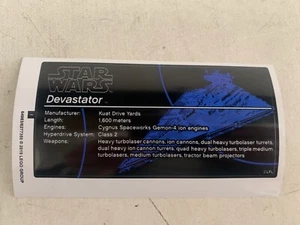 STAR WARS
Devastator
Manufacturer: Kuat Drive Yards
Length: 1,600 meters
Engines: Cygnus Spaceworks Gemon-4 ion engines
Hyperdrive System: Class 2
Weapons: Heavy turbolaser cannons, ion cannons, dual heavy turbolaser turrets,
dual heavy ion cannon turrets, quad heavy turbolasers, triple medium
turbolasers, medium turbolasers, tractor beam projectors